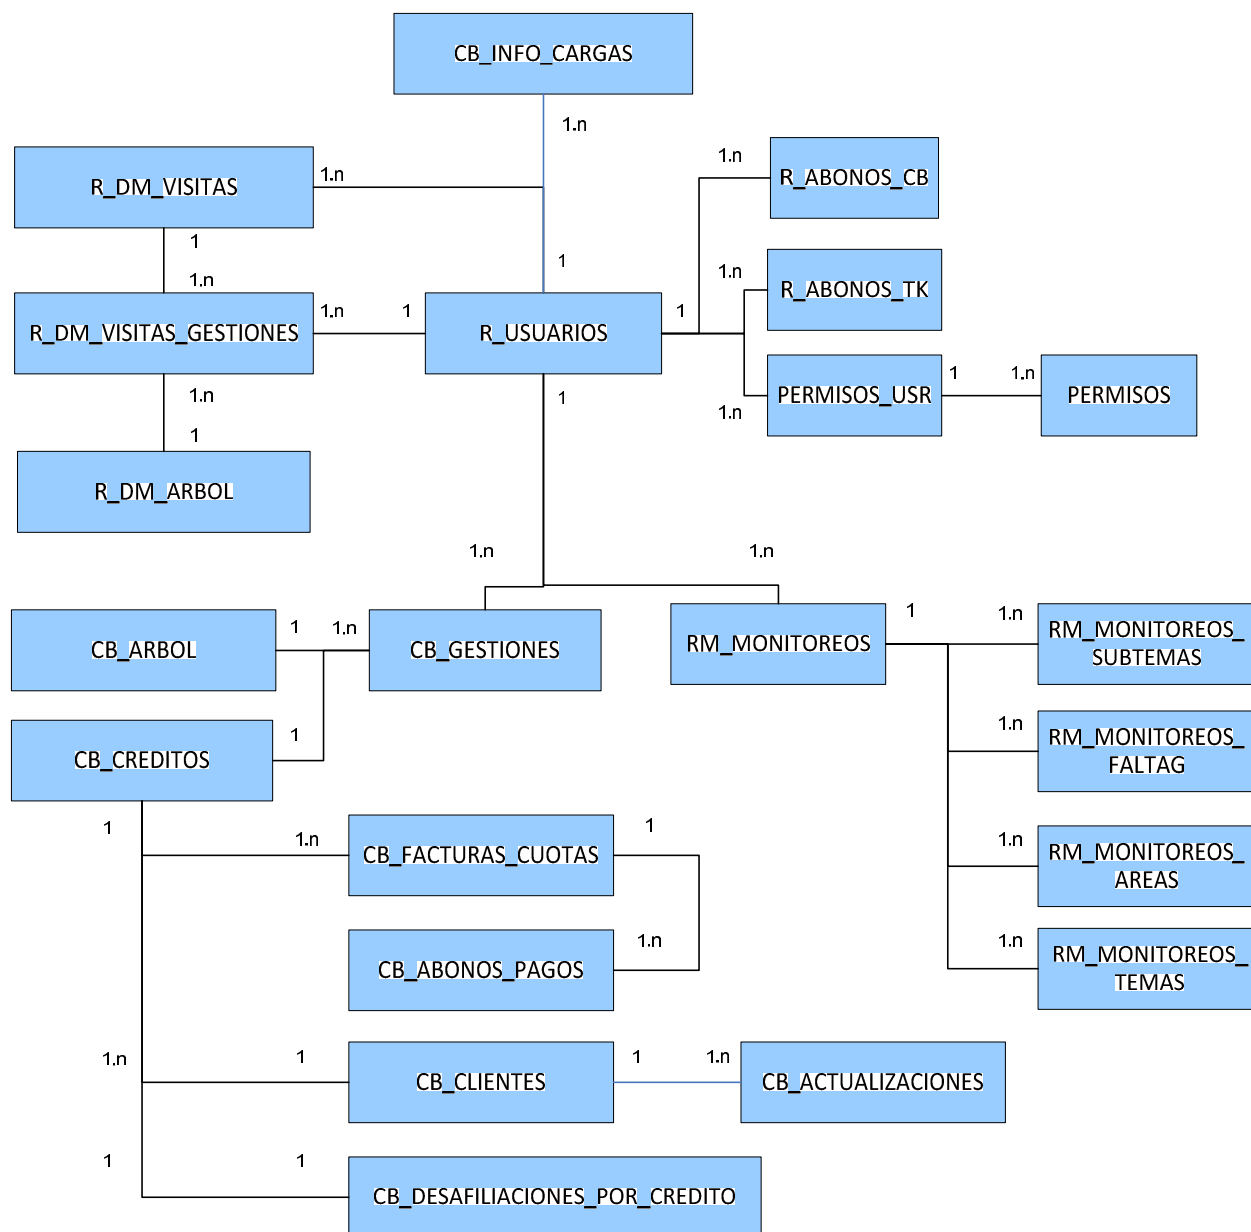 CB_INFO_CARGAS
1.n
1.n
R_DM_VISITAS
1.n
R_ABONOS_CB
1
1
1.n
1.n
R_ABONOS_TK
R_DM_VISITAS_GESTIONES
1.n
1
R_USUARIOS
1
1.n
PERMISOS_USR
1
1.n
PERMISOS
1.n
1
1
R_DM_ARBOL
1.n
1.n
CB_ARBOL
1
1.n
CB_GESTIONES
RM_MONITOREOS
1
1.n
RM_MONITOREOS_
SUBTEMAS
CB_CREDITOS
1
1.n
RM_MONITOREOS_
FALTAG
1
1.n
CB_FACTURAS_CUOTAS
1
1.n
RM_MONITOREOS_
AREAS
CB_ABONOS_PAGOS
1.n
1.n
RM_MONITOREOS_
TEMAS
1.n
1
CB_CLIENTES
1
1.n
CB_ACTUALIZACIONES
1
1
CB_DESAFILIACIONES_POR_CREDITO